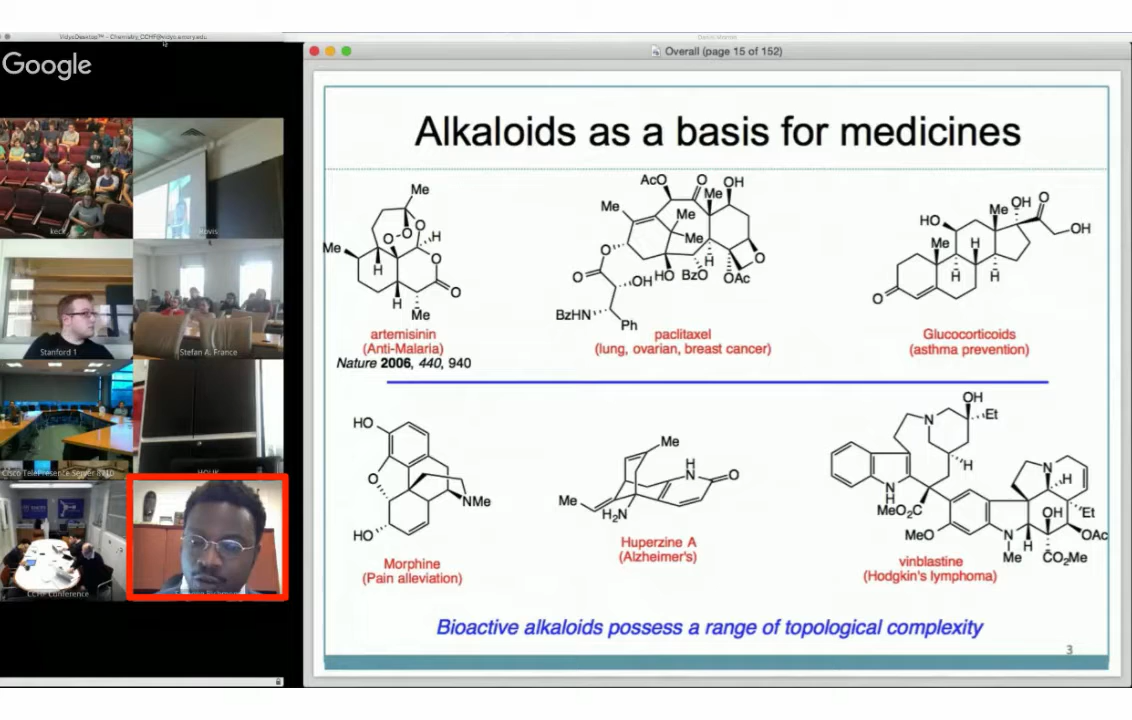 VidyoDesktop™ - Chemistry_CCHF@vidyo.emory.edu
Google
keck
Stanford 1
Stefan A. France
Cisco TelePresence Server 8710
CCHF Conference
Overall (page 15 of 152)
Alkaloids as a basis for medicines
Me
O
O
O
H
Me
H
O
H
O
Me
artemisinin
(Anti-Malaria)
Nature 2006, 440, 940
AcO
O
OH
Me
Me
Me
Me
O
O
OH
HO
BzO
H
OAc
O
BzHN
Ph
paclitaxel
(lung, ovarian, breast cancer)
O
OH
Me
HO
OH
Me
H
H
H
O
Glucocorticoids
(asthma prevention)
HO
O
NMe
HO
Morphine
(Pain alleviation)
Me
H
N
O
Me
H₂N
Huperzine A
(Alzheimer's)
OH
N
Et
H
N
H
MeO₂C
MeO
N
H
Et
OH
OAc
N
Me
H
CO₂Me
vinblastine
(Hodgkin's lymphoma)
Bioactive alkaloids possess a range of topological complexity
3